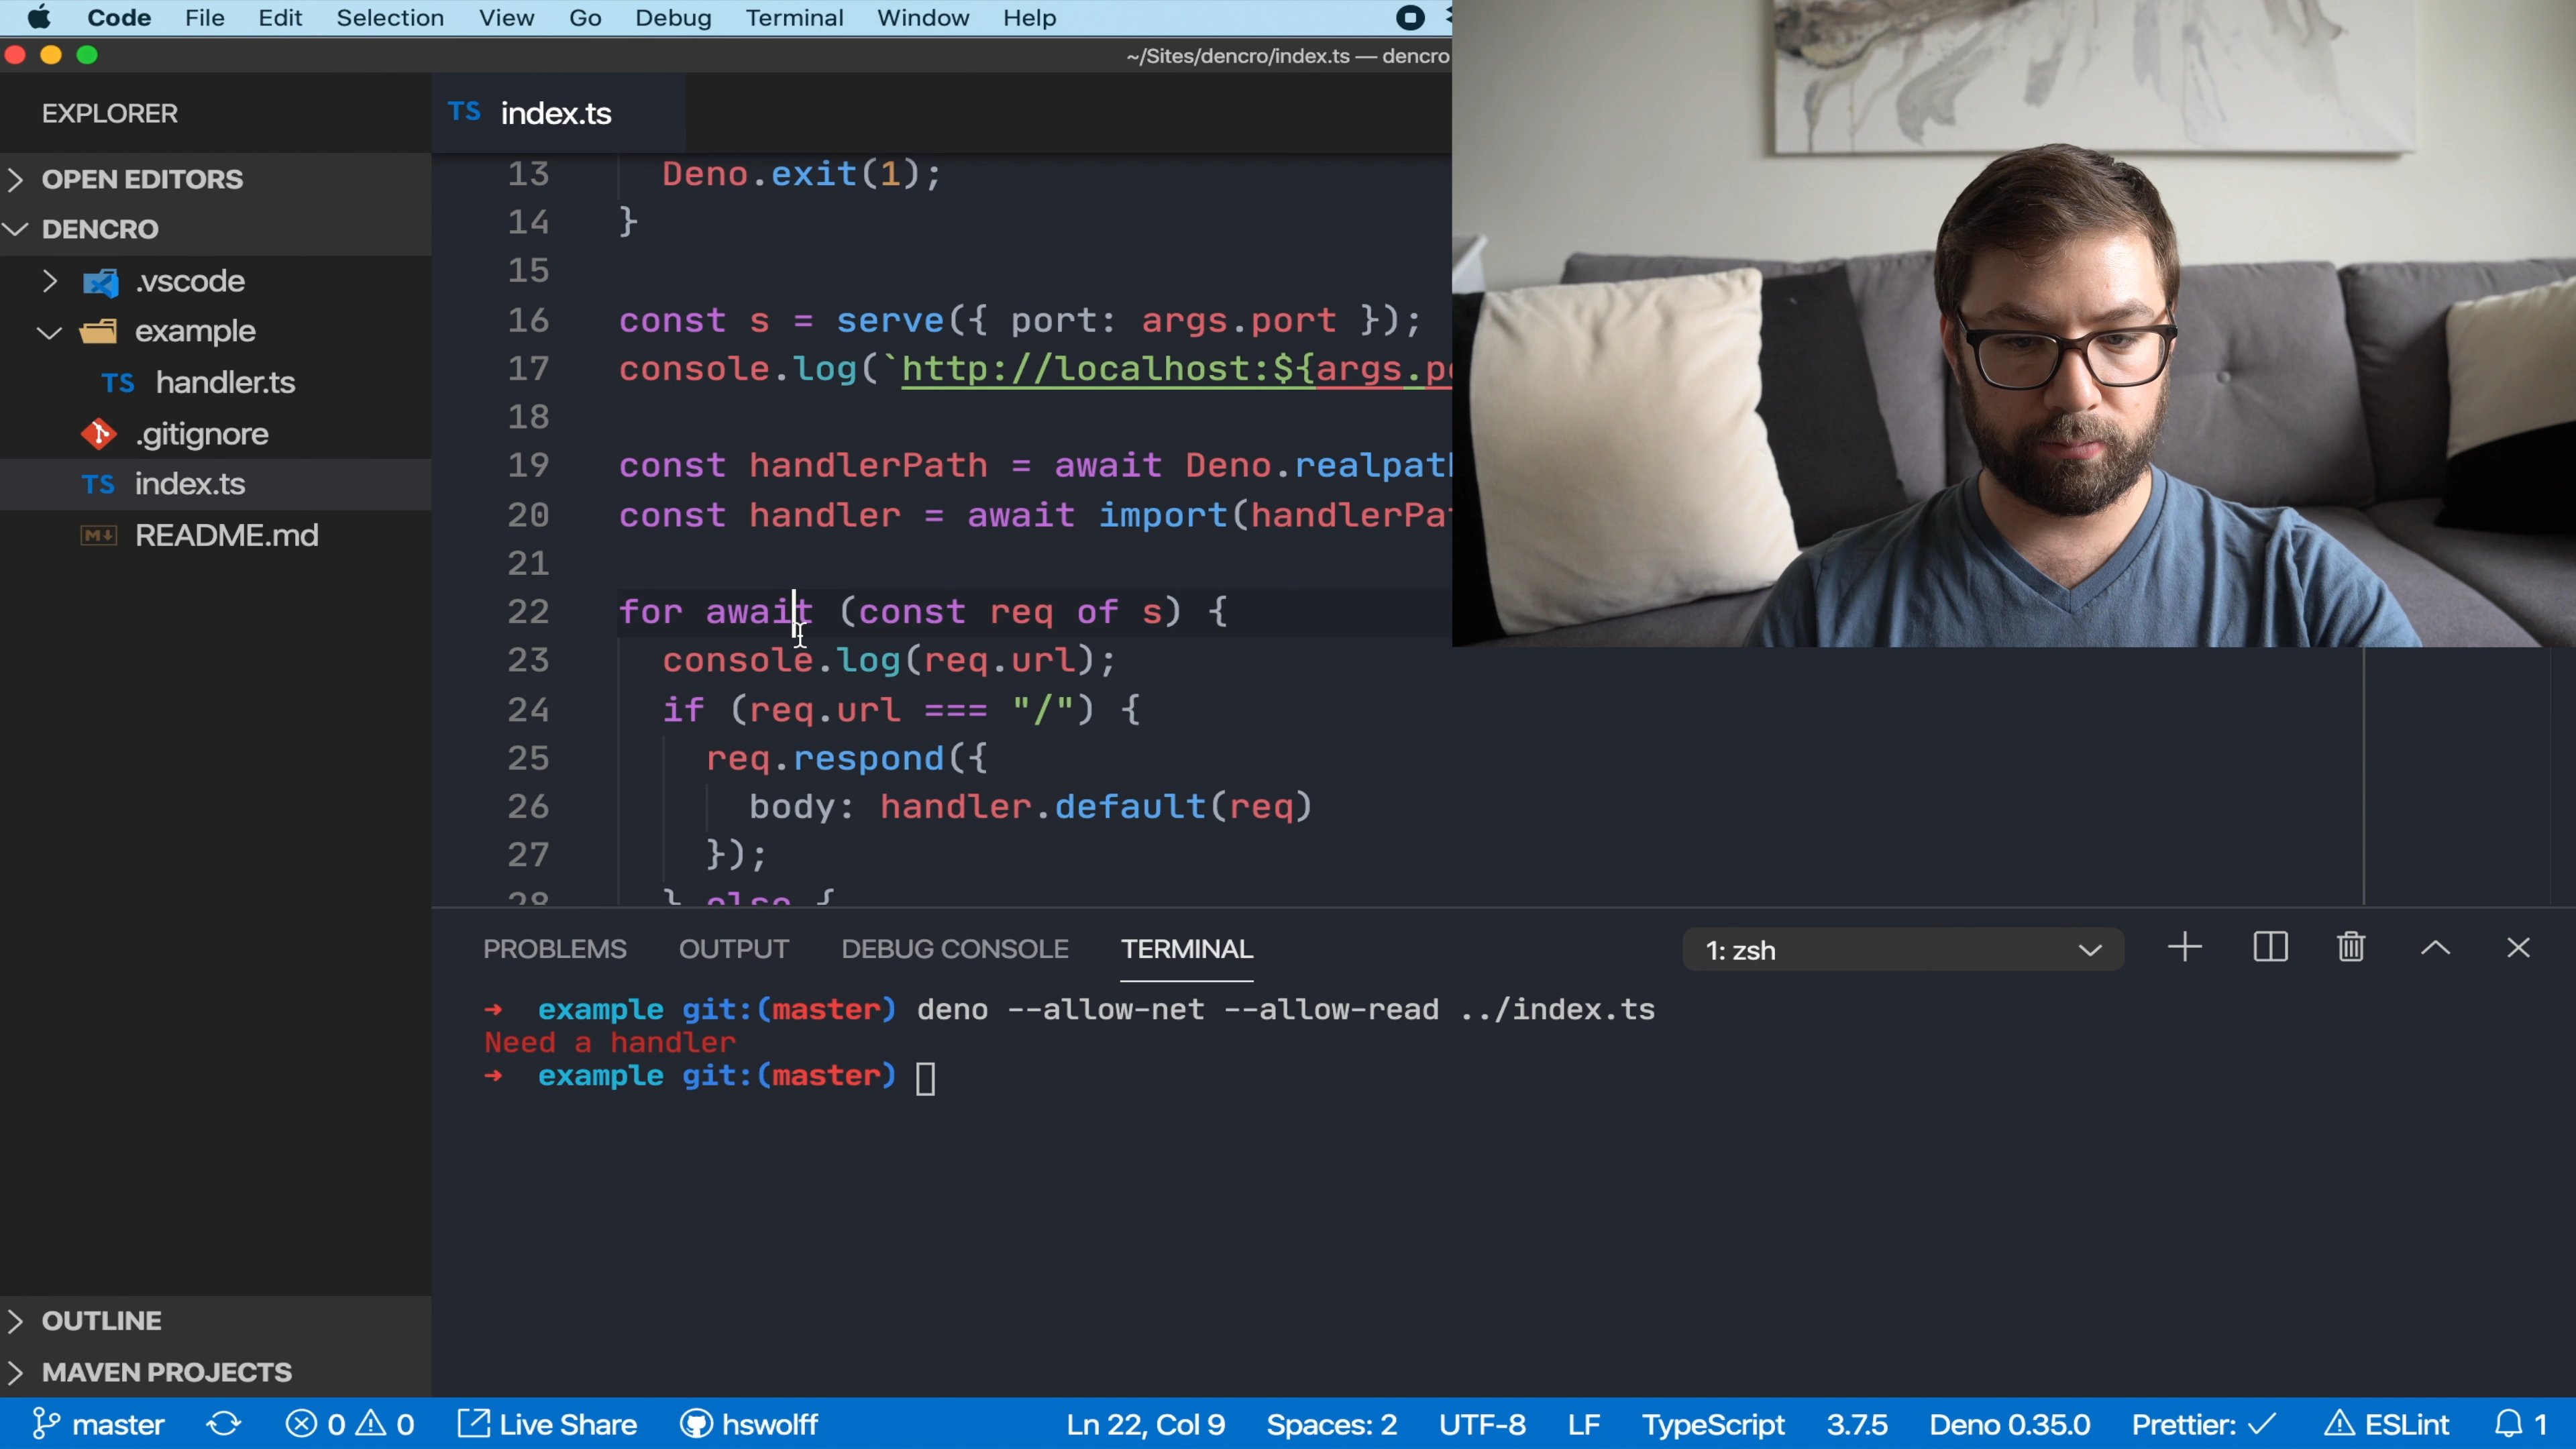 Code File Edit Selection View Go Debug Terminal Window Help
~/Sites/dencro/index.ts — dencro
EXPLORER
OPEN EDITORS
DENCRO
.vscode
example
TS handler.ts
.gitignore
TS index.ts
M↓ README.md
OUTLINE
MAVEN PROJECTS
TS index.ts
13 Deno.exit(1);
14 }
15
16 const s = serve({ port: args.port });
17 console.log(`http://localhost:${args.po
18
19 const handlerPath = await Deno.realpath
20 const handler = await import(handlerPat
21
22 for await (const req of s) {
23 console.log(req.url);
24 if (req.url === "/") {
25 req.respond({
26 body: handler.default(req)
27 });
28 } else {
PROBLEMS OUTPUT DEBUG CONSOLE TERMINAL 1: zsh
→ example git:(master) deno --allow-net --allow-read ../index.ts
Need a handler
→ example git:(master)
master 0 0 Live Share hswolff Ln 22, Col 9 Spaces: 2 UTF-8 LF TypeScript 3.7.5 Deno 0.35.0 Prettier: ✓ ESLint 1